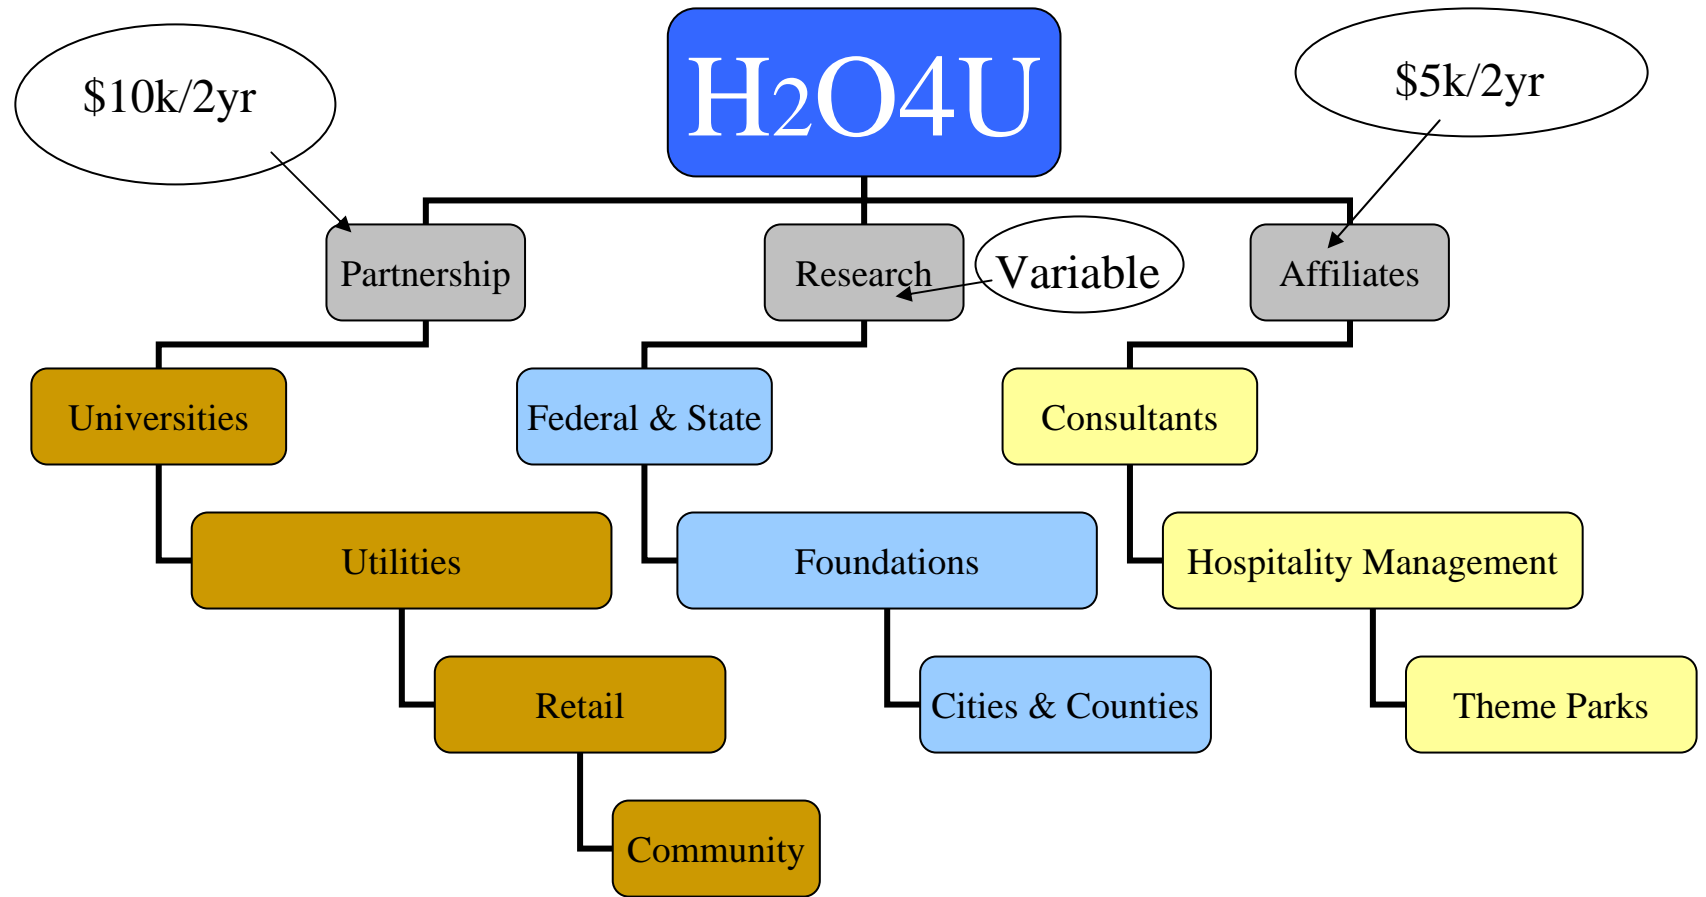 H2O4U
$10k/2yr
$5k/2yr
Partnership
Research
Variable
Affiliates
Universities
Federal & State
Consultants
Utilities
Foundations
Hospitality Management
Retail
Cities & Counties
Theme Parks
Community